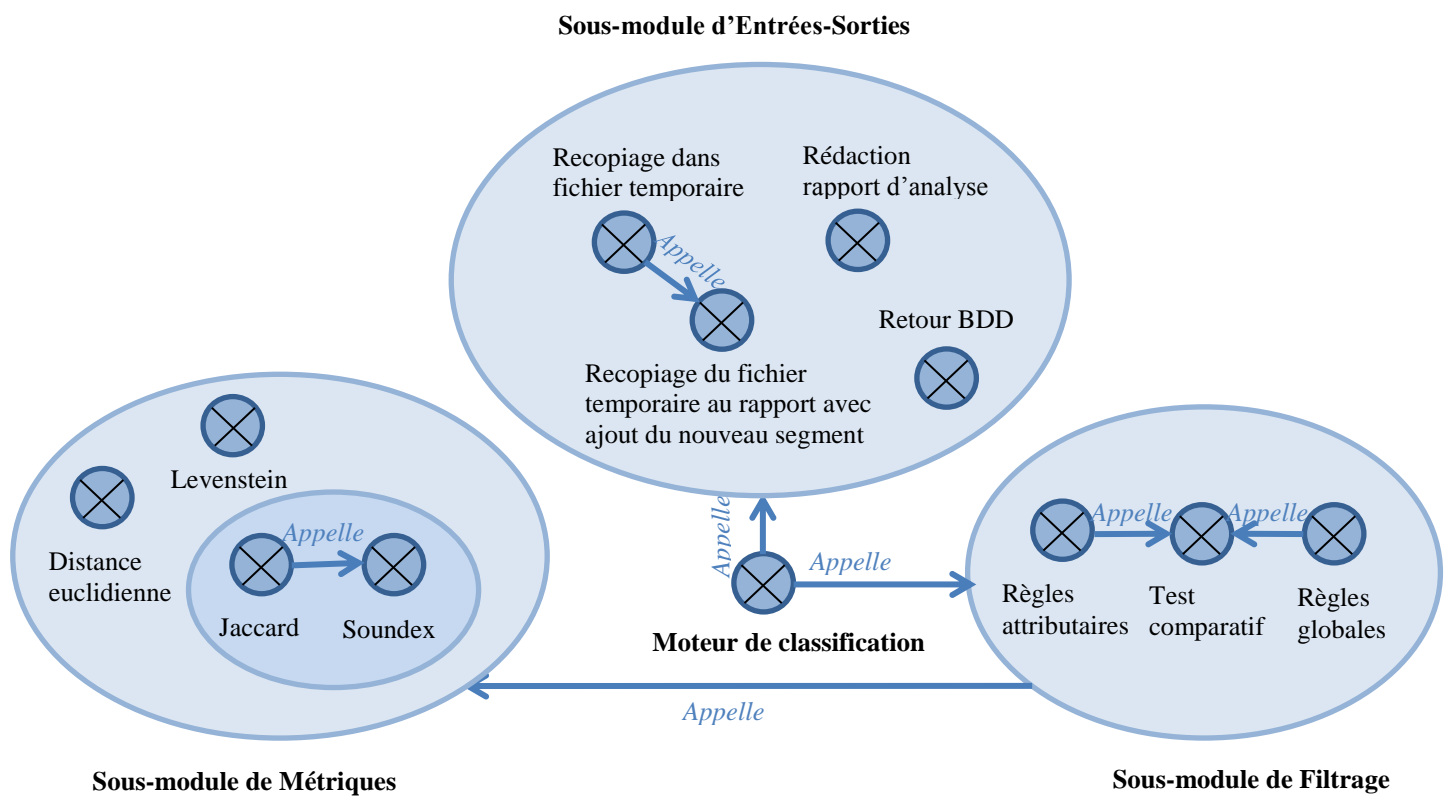 Sous-module d’Entrées-Sorties
Recopiage dans
fichier temporaire
Rédaction
rapport d’analyse
Appelle
Retour BDD
Recopiage du fichier
temporaire au rapport avec
ajout du nouveau segment
Levenstein
Distance
euclidienne
Appelle
Jaccard
Soundex
Appelle
Appelle
Moteur de classification
Appelle
Appelle
Règles
attributaires
Test
comparatif
Règles
globales
Appelle
Sous-module de Métriques
Sous-module de Filtrage